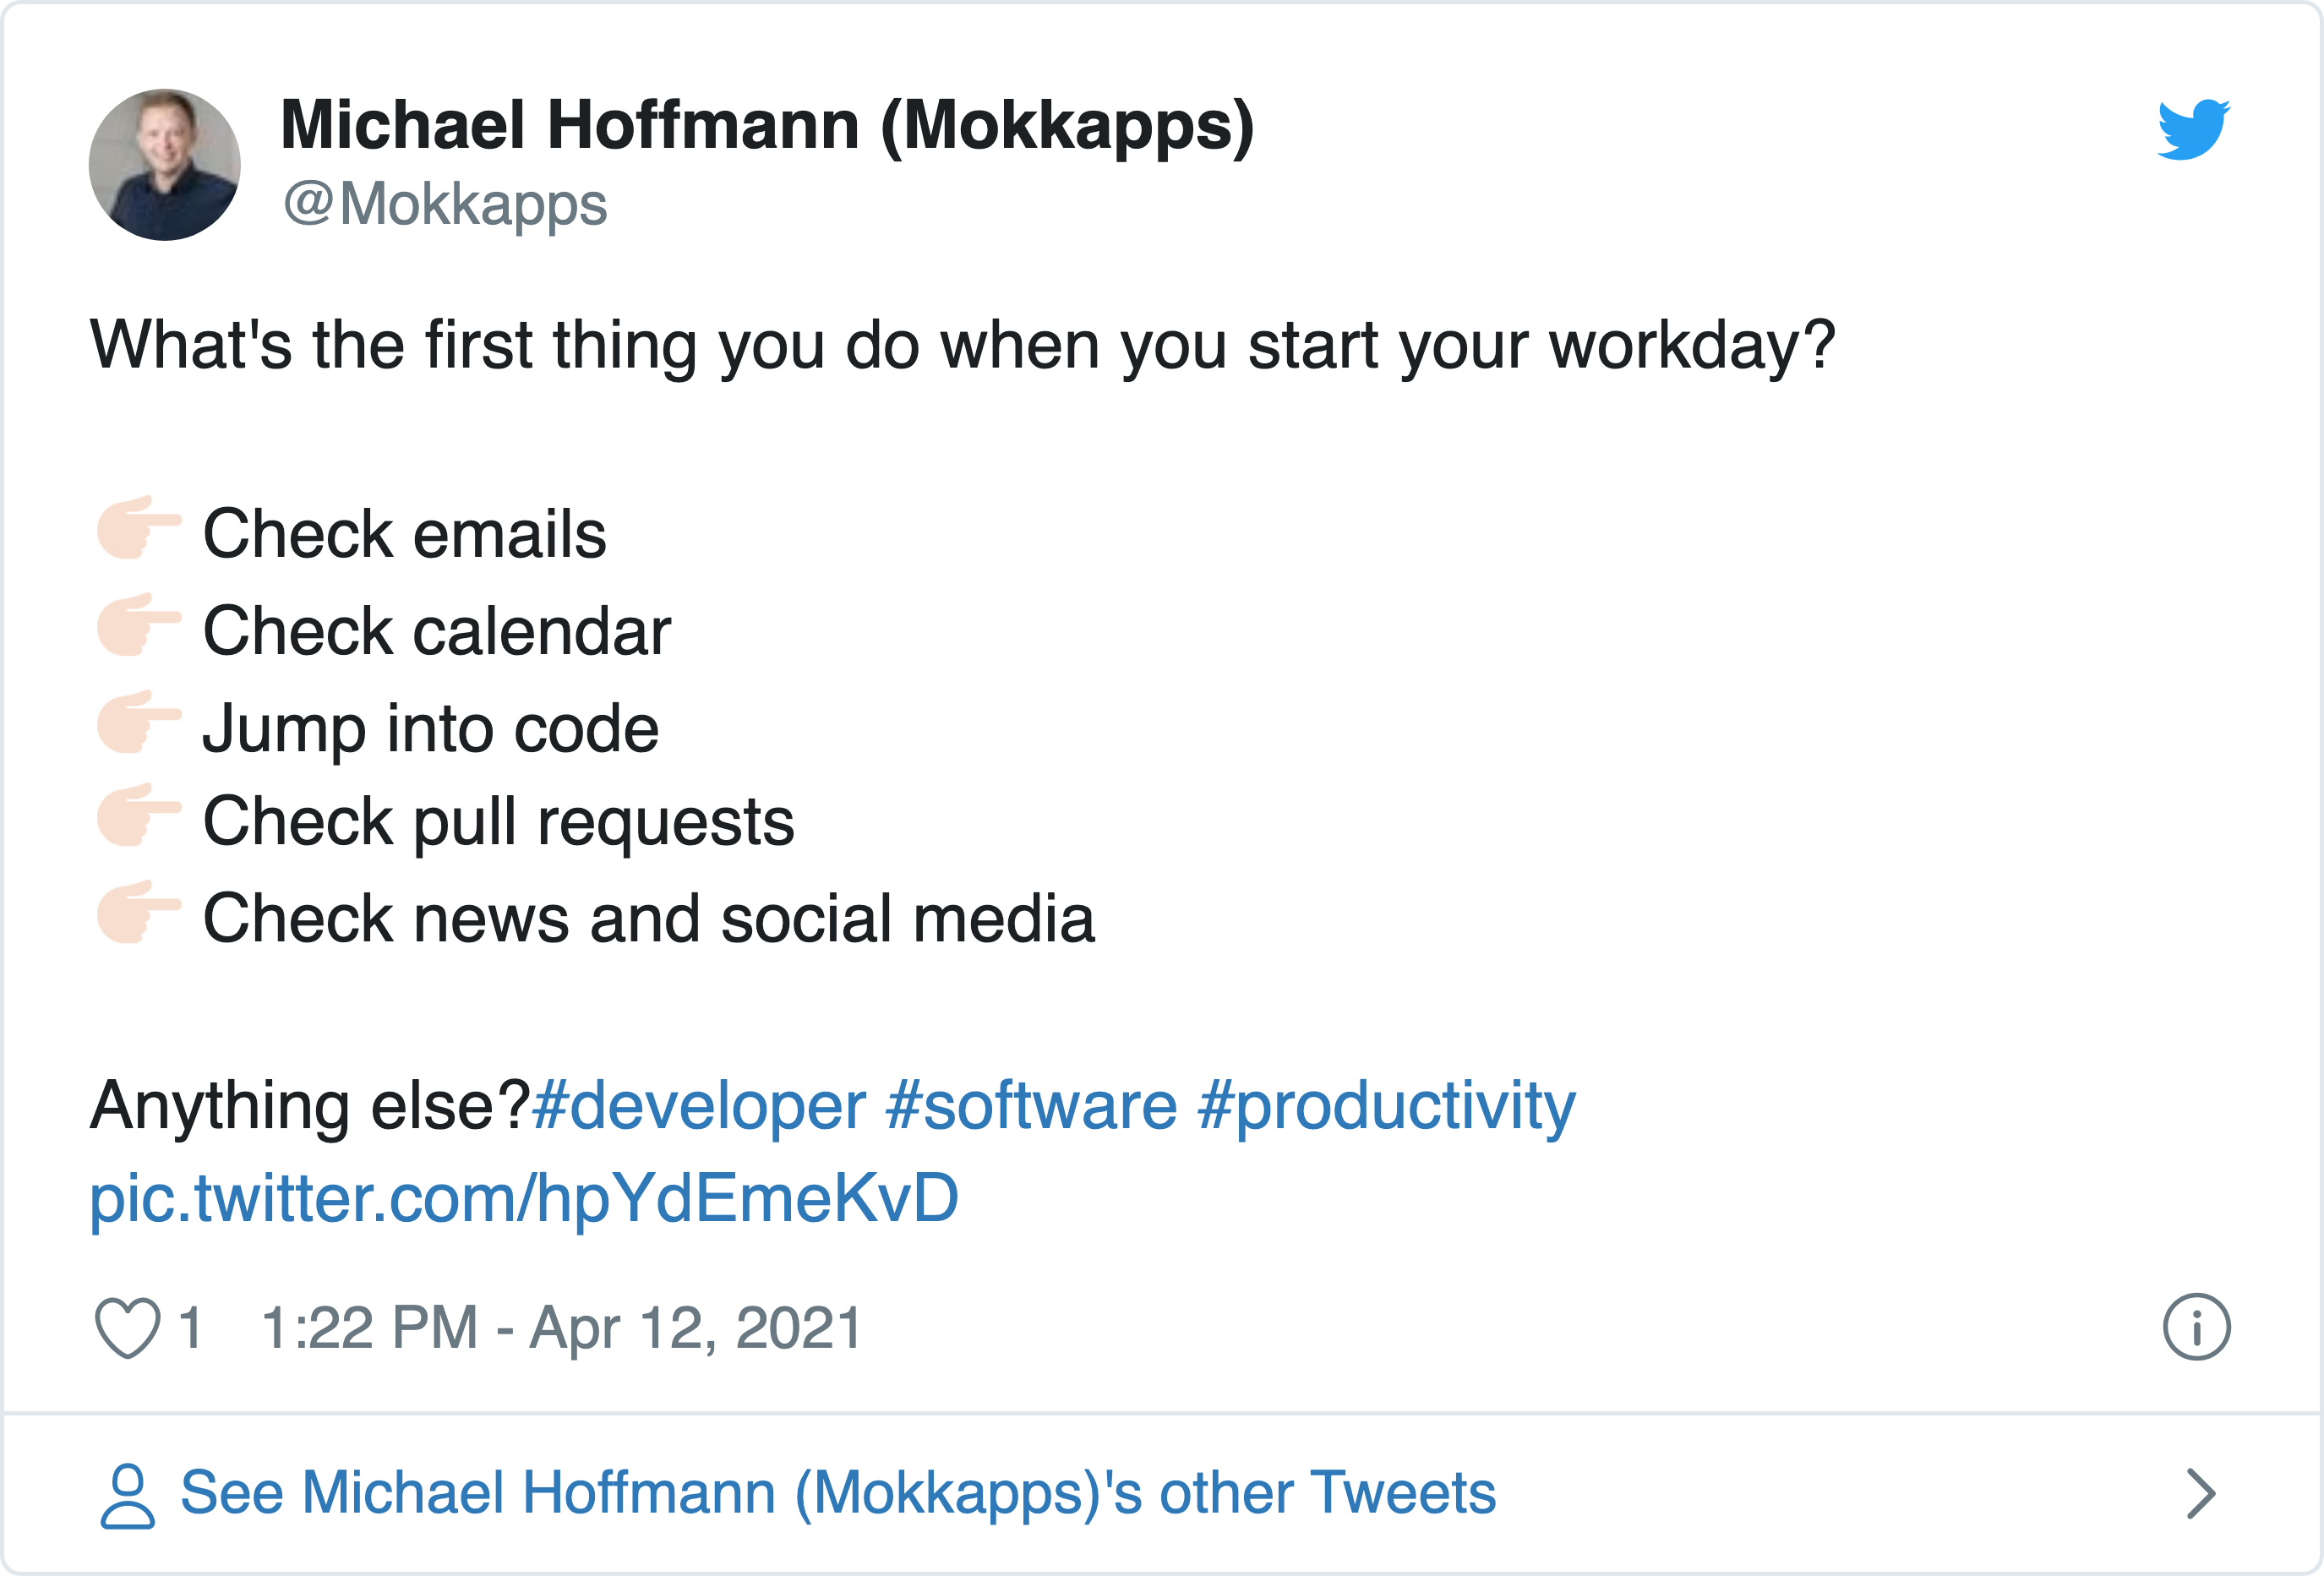 Michael Hoffmann (Mokkapps)
@Mokkapps
What's the first thing you do when you start your workday?
👉🏻 Check emails
👉🏻 Check calendar
👉🏻 Jump into code
👉🏻 Check pull requests
👉🏻 Check news and social media
Anything else?#developer #software #productivity
pic.twitter.com/hpYdEmeKvD
1 1:22 PM - Apr 12, 2021
See Michael Hoffmann (Mokkapps)'s other Tweets